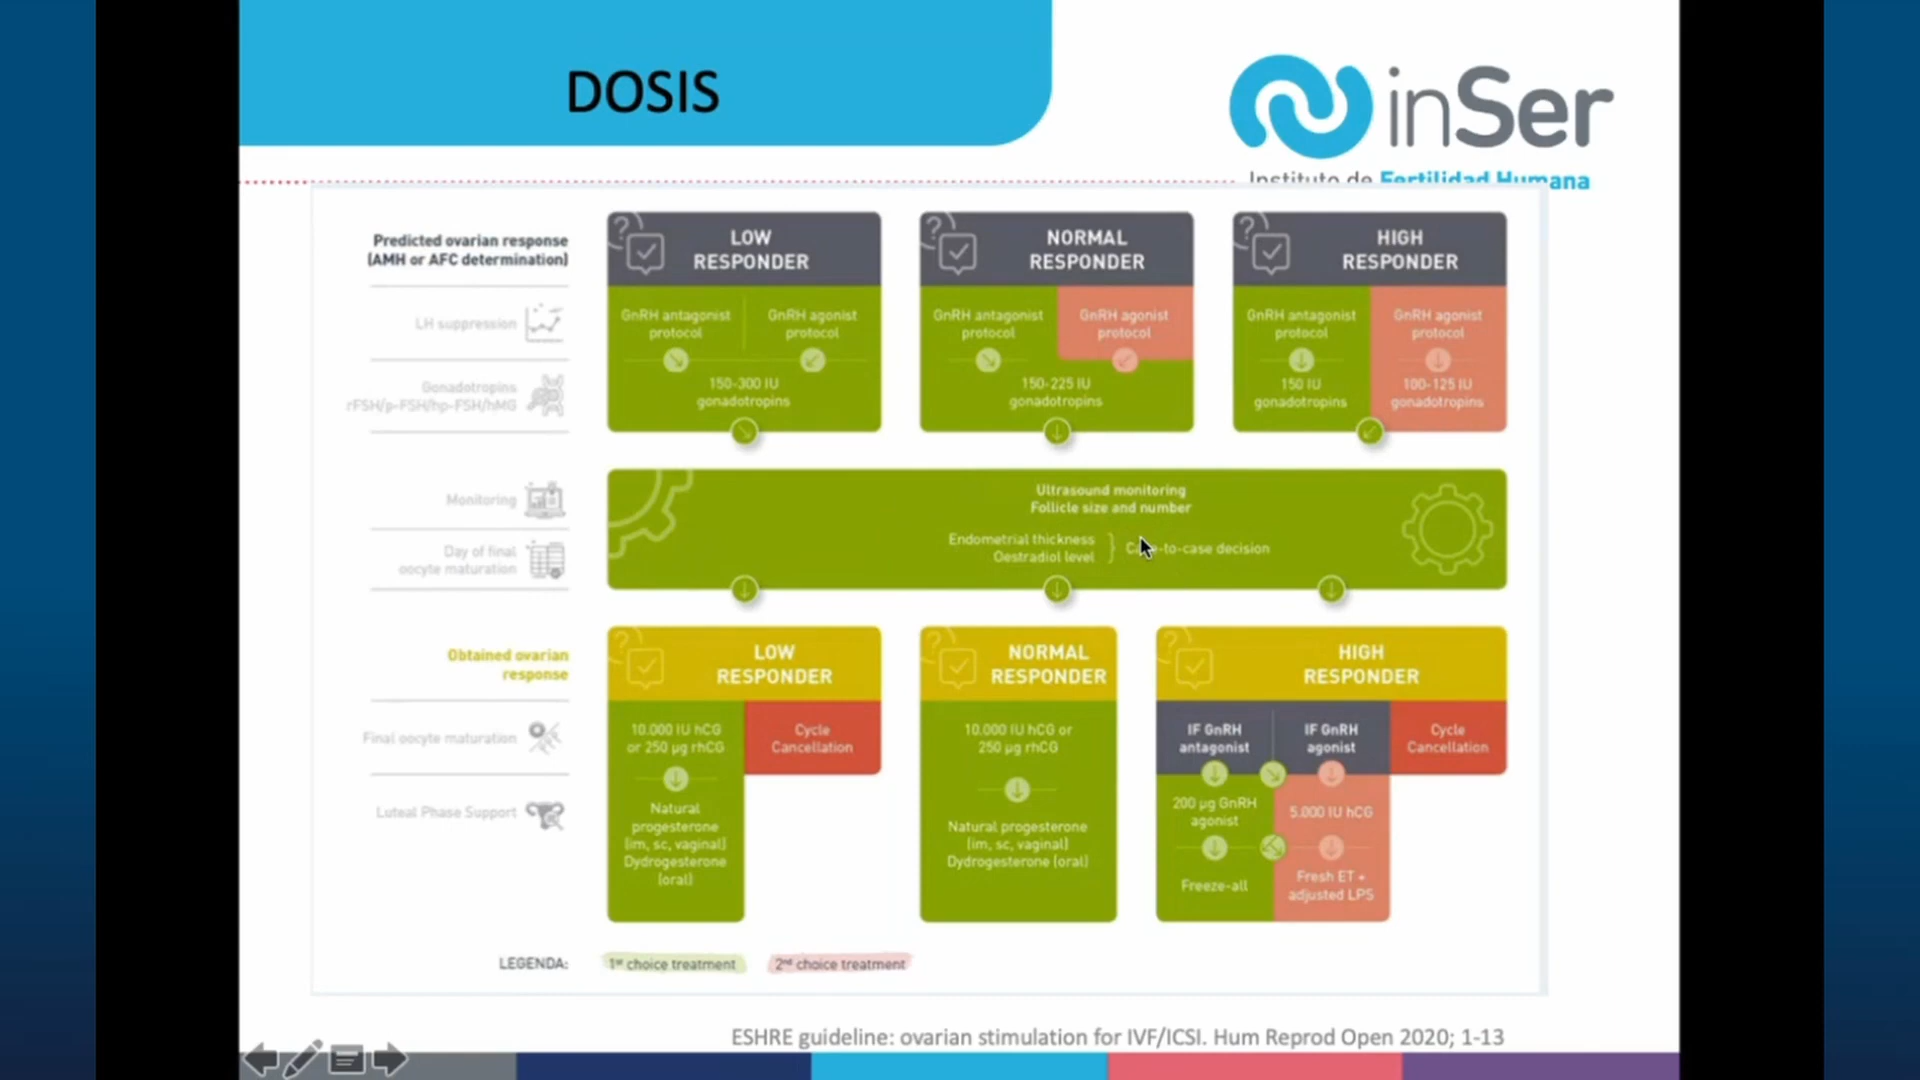 DOSIS
inSer
Instituto de Fertilidad Humana
Predicted ovarian response
(AMH or AFC determination)
LOW
RESPONDER
NORMAL
RESPONDER
HIGH
RESPONDER
LH suppression
GnRH antagonist
protocol
GnRH agonist
protocol
GnRH antagonist
protocol
GnRH agonist
protocol
GnRH antagonist
protocol
GnRH agonist
protocol
Gonadotropins
rFSH/p-FSH/hp-FSH/hMG
150-300 IU
gonadotropins
150-225 IU
gonadotropins
150 IU
gonadotropins
100-125 IU
gonadotropins
Monitoring
Ultrasound monitoring
Follicle size and number
Day of final
oocyte maturation
Endometrial thickness
Oestradiol level
-to-case decision
Obtained ovarian
response
LOW
RESPONDER
NORMAL
RESPONDER
HIGH
RESPONDER
Final oocyte maturation
10.000 IU hCG
or 250 µg rhCG
Cycle
Cancellation
10.000 IU hCG or
250 µg rhCG
IF GnRH
antagonist
IF GnRH
agonist
Cycle
Cancellation
Luteal Phase Support
Natural
progesterone
(im, sc, vaginal)
Dydrogesterone
(oral)
Natural progesterone
(im, sc, vaginal)
Dydrogesterone (oral)
200 µg GnRH
agonist
5.000 IU hCG
Freeze-all
Fresh ET +
adjusted LPS
LEGENDA:
1st choice treatment
2nd choice treatment
ESHRE guideline: ovarian stimulation for IVF/ICSI. Hum Reprod Open 2020; 1-13